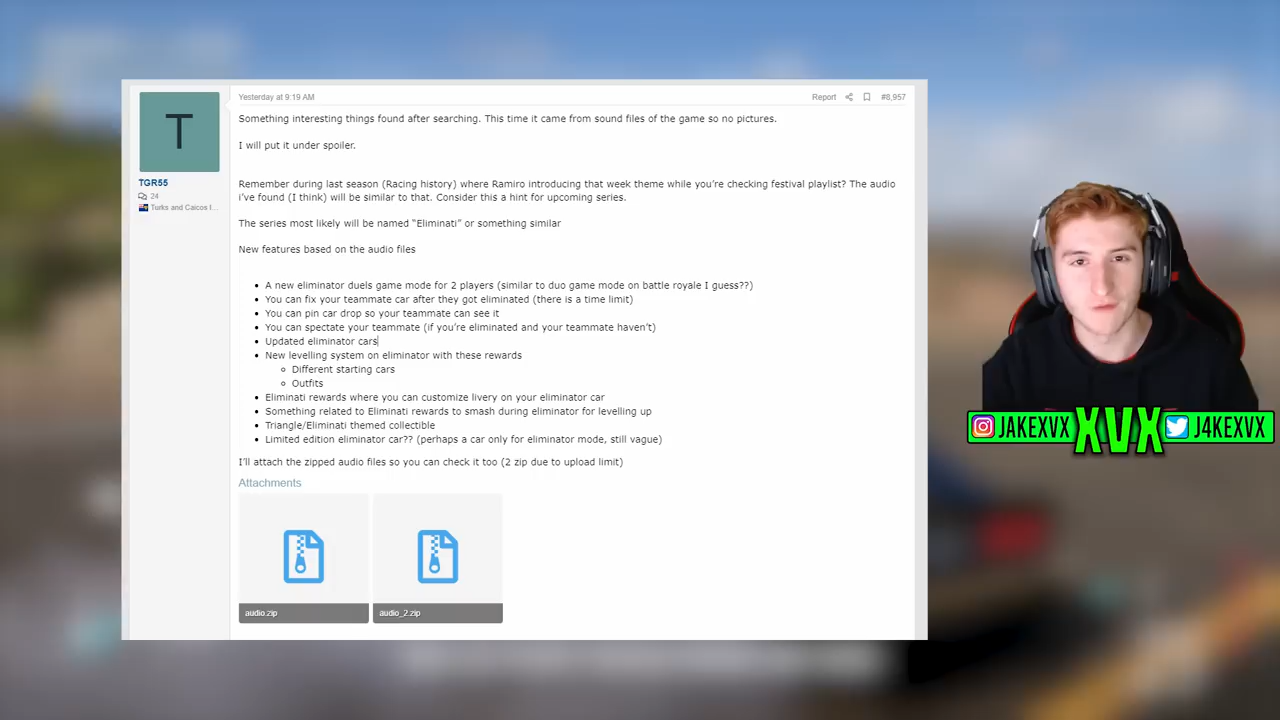 Yesterday at 9:19 AM
Report
#8,957
T
TGR55
24
Turks and Caicos I...
Something interesting things found after searching. This time it came from sound files of the game so no pictures.
I will put it under spoiler.
Remember during last season (Racing history) where Ramiro introducing that week theme while you're checking festival playlist? The audio
i've found (I think) will be similar to that. Consider this a hint for upcoming series.
The series most likely will be named "Eliminati" or something similar
New features based on the audio files
A new eliminator duels game mode for 2 players (similar to duo game mode on battle royale I guess??)
You can fix your teammate car after they got eliminated (there is a time limit)
You can pin car drop so your teammate can see it
You can spectate your teammate (if you're eliminated and your teammate haven't)
Updated eliminator cars
New levelling system on eliminator with these rewards
Different starting cars
Outfits
Eliminati rewards where you can customize livery on your eliminator car
Something related to Eliminati rewards to smash during eliminator for levelling up
Triangle/Eliminati themed collectible
Limited edition eliminator car?? (perhaps a car only for eliminator mode, still vague)
I'll attach the zipped audio files so you can check it too (2 zip due to upload limit)
Attachments
audio.zip
audio_2.zip
JAKEXVX XVX J4KEXVX